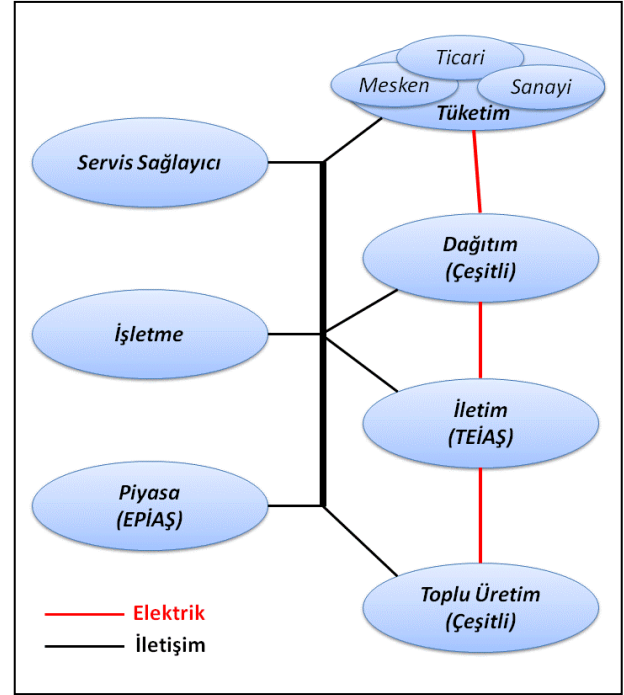 Ticari
Mesken
Sanayi
Tüketim
Servis Sağlayıcı
Dağıtım
(Çeşitli)
İşletme
İletim
(TEİAŞ)
Piyasa
(EPİAŞ)
Toplu Üretim
(Çeşitli)
Elektrik
İletişim